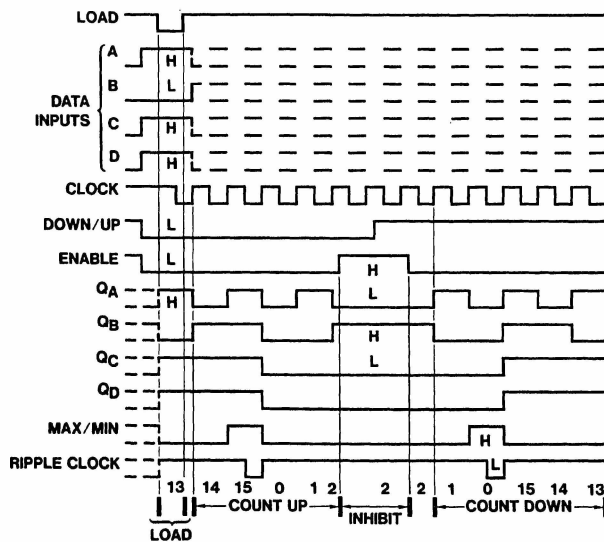 LOAD
A
H
B
L
DATA
INPUTS
C
H
D
H
CLOCK
DOWN/UP
L
ENABLE
L
H
QA
H
L
QB
H
QC
L
QD
MAX/MIN
H
RIPPLE CLOCK
L
13 14 15 0 1 2 2 2 1 0 15 14 13
COUNT UP
INHIBIT
COUNT DOWN
LOAD